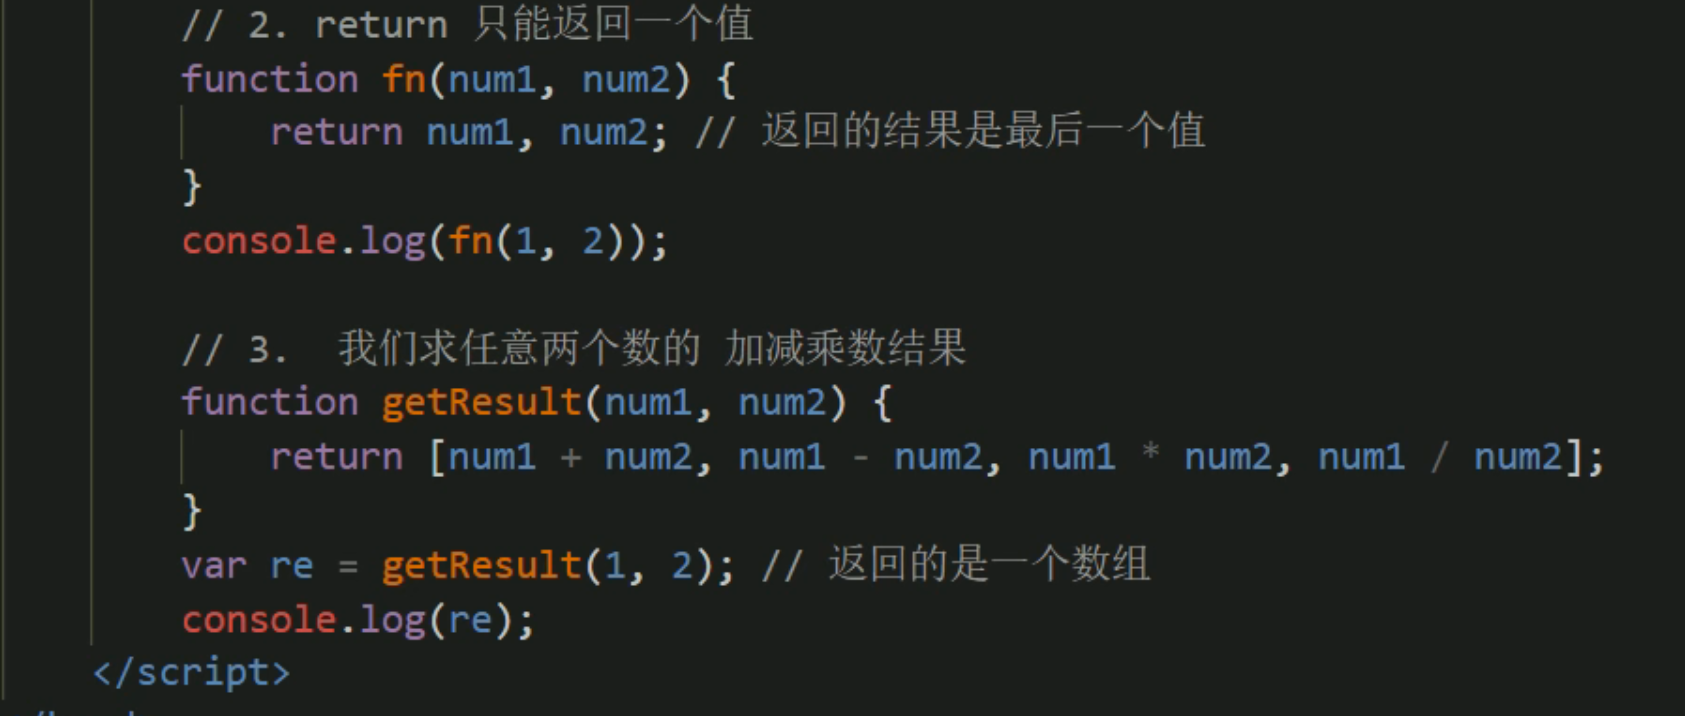 // 2. return 只能返回一个值
function fn(num1, num2) {
return num1, num2; // 返回的结果是最后一个值
}
console.log(fn(1, 2));
// 3. 我们求任意两个数的 加减乘数结果
function getResult(num1, num2) {
return [num1 + num2, num1 - num2, num1 * num2, num1 / num2];
}
var re = getResult(1, 2); // 返回的是一个数组
console.log(re);
</script>